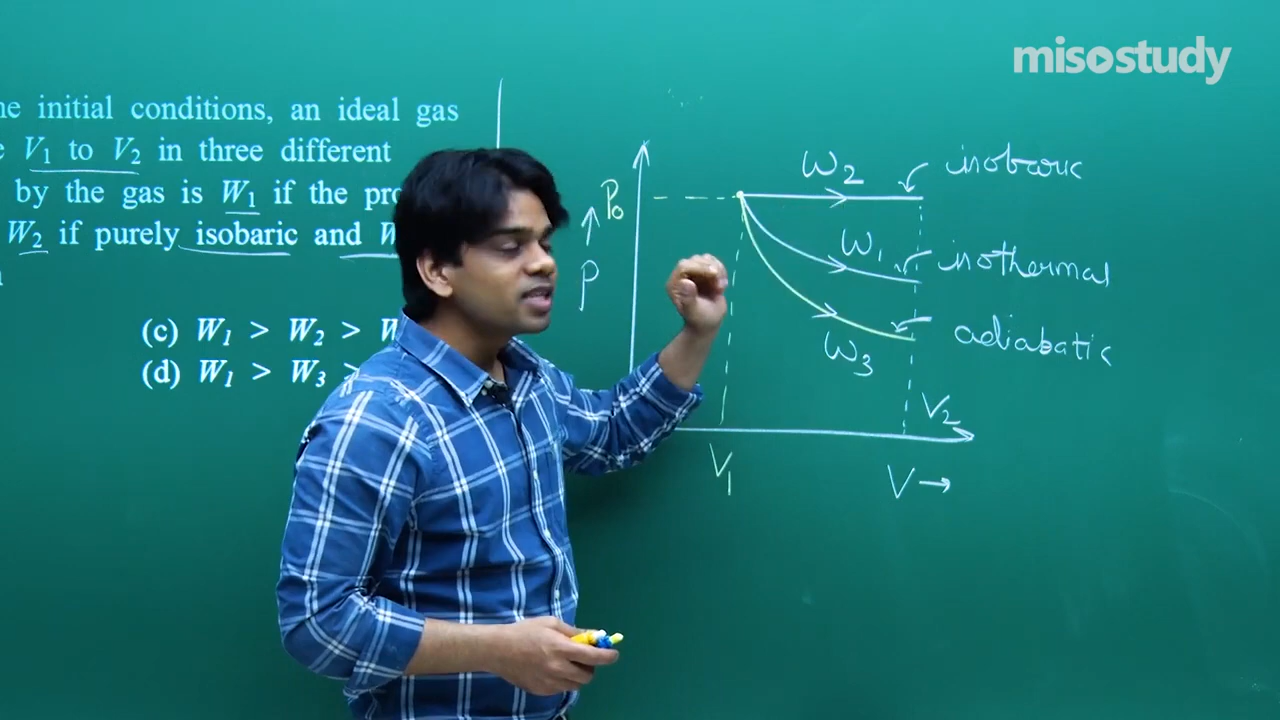 misostudy
he initial conditions, an ideal gas
e V₁ to V₂ in three different
by the gas is W₁ if the pro
W₂ if purely isobaric and W
(c) W₁ > W₂ > W
(d) W₁ > W₃ >
W₂ isobaric
P₀
W₁ isothermal
P
W₃ adiabatic
V₂
V₁
V →